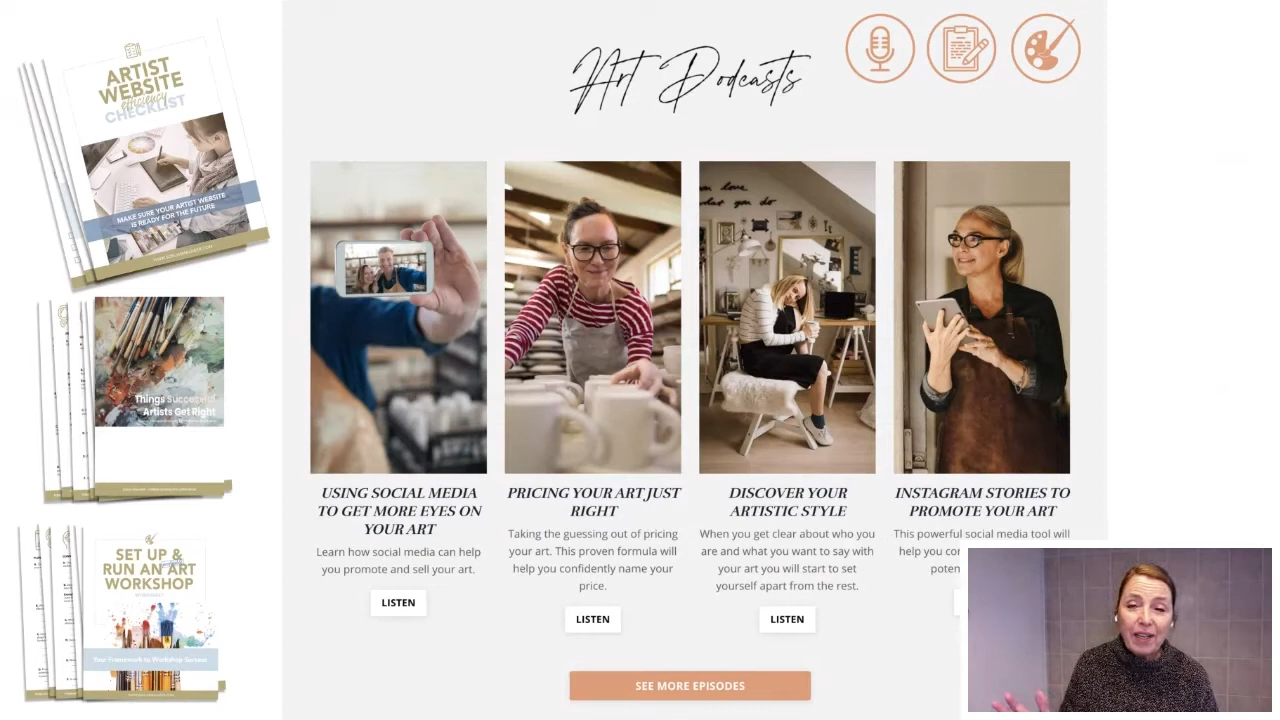 ARTIST
WEBSITE
efficiency
CHECKLIST
MAKE SURE YOUR ARTIST WEBSITE
IS READY FOR THE FUTURE
Things Successful
Artists Get Right
SET UP &
RUN AN ART
WORKSHOP
Your Framework to Workshop Success
Art Podcasts
love
what you do
USING SOCIAL MEDIA
TO GET MORE EYES ON
YOUR ART
Learn how social media can help
you promote and sell your art.
LISTEN
PRICING YOUR ART JUST
RIGHT
Taking the guessing out of pricing
your art. This proven formula will
help you confidently name your
price.
LISTEN
DISCOVER YOUR
ARTISTIC STYLE
When you get clear about who you
are and what you want to say with
your art you will start to set
yourself apart from the rest.
LISTEN
INSTAGRAM STORIES TO
PROMOTE YOUR ART
This powerful social media tool will
help you
SEE MORE EPISODES